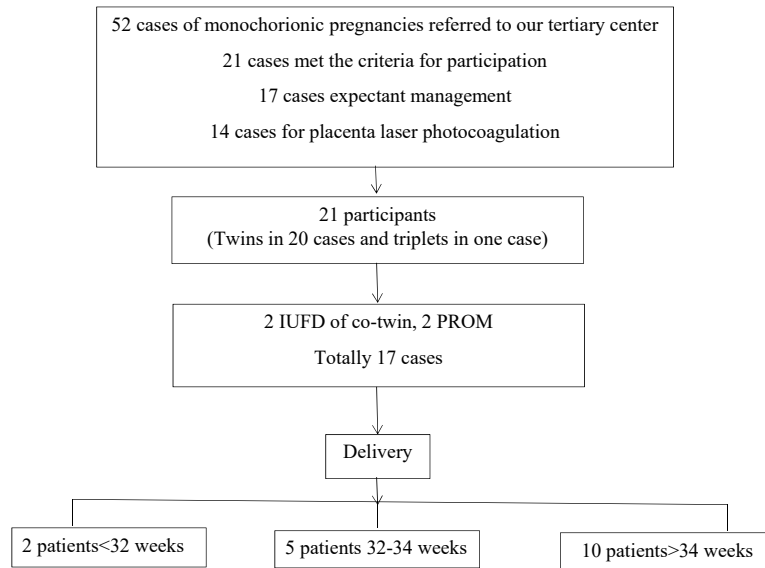 52 cases of monochorionic pregnancies referred to our tertiary center
21 cases met the criteria for participation
17 cases expectant management
14 cases for placenta laser photocoagulation
21 participants
(Twins in 20 cases and triplets in one case)
2 IUFD of co-twin, 2 PROM
Totally 17 cases
Delivery
2 patients<32 weeks
5 patients 32-34 weeks
10 patients>34 weeks